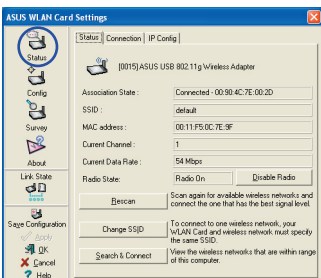 ASUS WLAN Card Settings
Status
Config
Survey
About
Link State
Save Configuration
Apply
OK
Cancel
Help
Status Connection IP Config
[0015] ASUS USB 802.11g Wireless Adapter
Association State : Connected - 00:90:4C:7E:00:2D
SSID : default
MAC address : 00:11:F5:0C:7E:9F
Current Channel : 1
Current Data Rate : 54 Mbps
Radio State: Radio On Disable Radio
Rescan
Scan again for available wireless networks and
connect the one that has the best signal level.
Change SSID
To connect to one wireless network, your
WLAN Card and wireless network must specify
the same SSID.
Search & Connect
View the networks that are within range
of this computer.